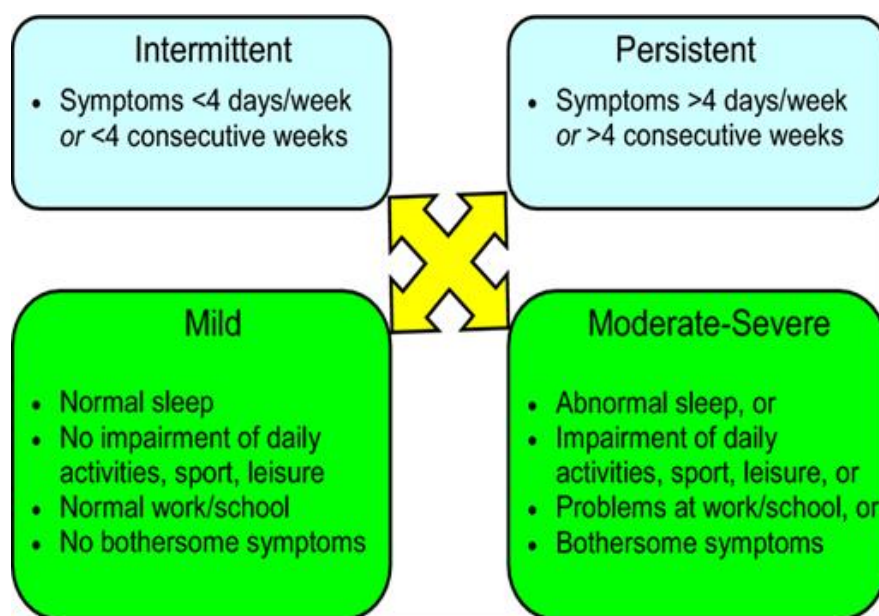 Intermittent
• Symptoms <4 days/week
or <4 consecutive weeks
Persistent
• Symptoms >4 days/week
or >4 consecutive weeks
Mild
• Normal sleep
• No impairment of daily
activities, sport, leisure
• Normal work/school
• No bothersome symptoms
Moderate-Severe
• Abnormal sleep, or
• Impairment of daily
activities, sport, leisure, or
• Problems at work/school, or
• Bothersome symptoms